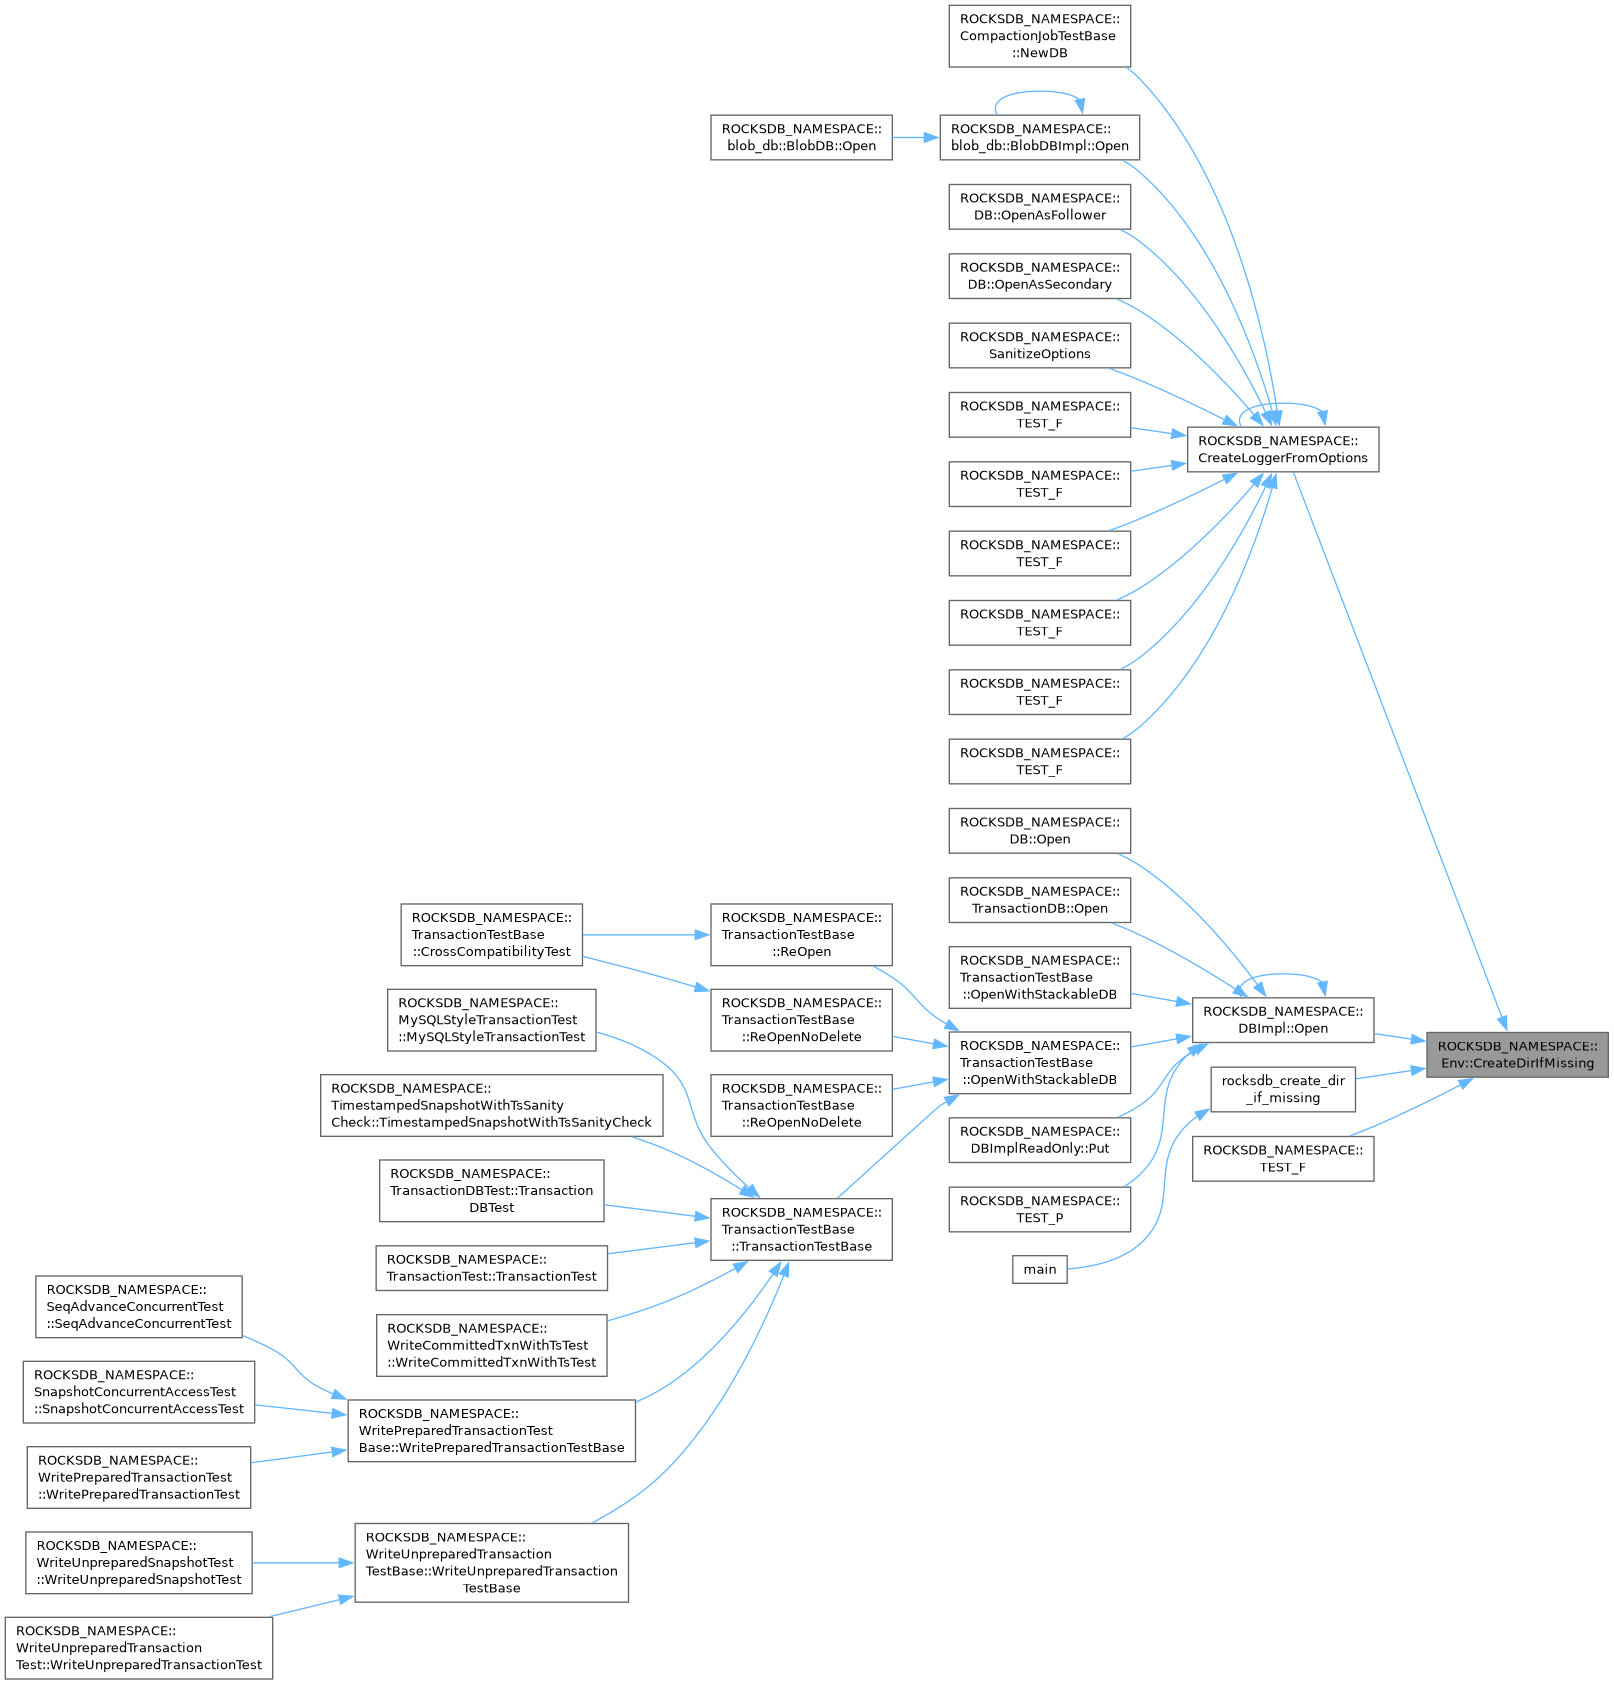 ROCKSDB_NAMESPACE::
CompactionJobTestBase
::NewDB
ROCKSDB_NAMESPACE::
blob_db::BlobDB::Open
ROCKSDB_NAMESPACE::
blob_db::BlobDBImpl::Open
ROCKSDB_NAMESPACE::
DB::OpenAsFollower
ROCKSDB_NAMESPACE::
DB::OpenAsSecondary
ROCKSDB_NAMESPACE::
SanitizeOptions
ROCKSDB_NAMESPACE::
TEST_F
ROCKSDB_NAMESPACE::
CreateLoggerFromOptions
ROCKSDB_NAMESPACE::
TEST_F
ROCKSDB_NAMESPACE::
TEST_F
ROCKSDB_NAMESPACE::
TEST_F
ROCKSDB_NAMESPACE::
TEST_F
ROCKSDB_NAMESPACE::
TEST_F
ROCKSDB_NAMESPACE::
DB::Open
ROCKSDB_NAMESPACE::
TransactionDB::Open
ROCKSDB_NAMESPACE::
TransactionTestBase
::CrossCompatibilityTest
ROCKSDB_NAMESPACE::
TransactionTestBase
::ReOpen
ROCKSDB_NAMESPACE::
TransactionTestBase
::OpenWithStackableDB
ROCKSDB_NAMESPACE::
MySQLStyleTransactionTest
::MySQLStyleTransactionTest
ROCKSDB_NAMESPACE::
TransactionTestBase
::ReOpenNoDelete
ROCKSDB_NAMESPACE::
DBImpl::Open
ROCKSDB_NAMESPACE::
TransactionTestBase
::OpenWithStackableDB
ROCKSDB_NAMESPACE::
Env::CreateDirIfMissing
rocksdb_create_dir
_if_missing
ROCKSDB_NAMESPACE::
TimestampedSnapshotWithTsSanity
Check::TimestampedSnapshotWithTsSanityCheck
ROCKSDB_NAMESPACE::
TransactionTestBase
::ReOpenNoDelete
ROCKSDB_NAMESPACE::
DBImplReadOnly::Put
ROCKSDB_NAMESPACE::
TEST_F
ROCKSDB_NAMESPACE::
TransactionDBTest::Transaction
DBTest
ROCKSDB_NAMESPACE::
TransactionTestBase
::TransactionTestBase
ROCKSDB_NAMESPACE::
TEST_P
ROCKSDB_NAMESPACE::
TransactionTest::TransactionTest
main
ROCKSDB_NAMESPACE::
SeqAdvanceConcurrentTest
::SeqAdvanceConcurrentTest
ROCKSDB_NAMESPACE::
WriteCommittedTxnWithTsTest
::WriteCommittedTxnWithTsTest
ROCKSDB_NAMESPACE::
SnapshotConcurrentAccessTest
::SnapshotConcurrentAccessTest
ROCKSDB_NAMESPACE::
WritePreparedTransactionTest
Base::WritePreparedTransactionTestBase
ROCKSDB_NAMESPACE::
WritePreparedTransactionTest
::WritePreparedTransactionTest
ROCKSDB_NAMESPACE::
WriteUnpreparedSnapshotTest
::WriteUnpreparedSnapshotTest
ROCKSDB_NAMESPACE::
WriteUnpreparedTransaction
TestBase::WriteUnpreparedTransaction
TestBase
ROCKSDB_NAMESPACE::
WriteUnpreparedTransaction
Test::WriteUnpreparedTransactionTest